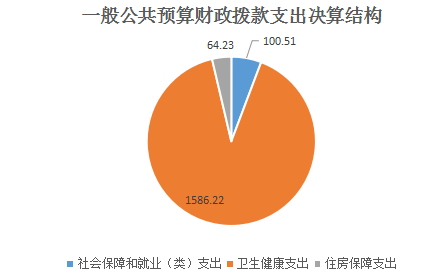 一般公共预算财政拨款支出决算结构
64.23
100.51
1586.22
社会保障和就业（类）支出 卫生健康支出 住房保障支出